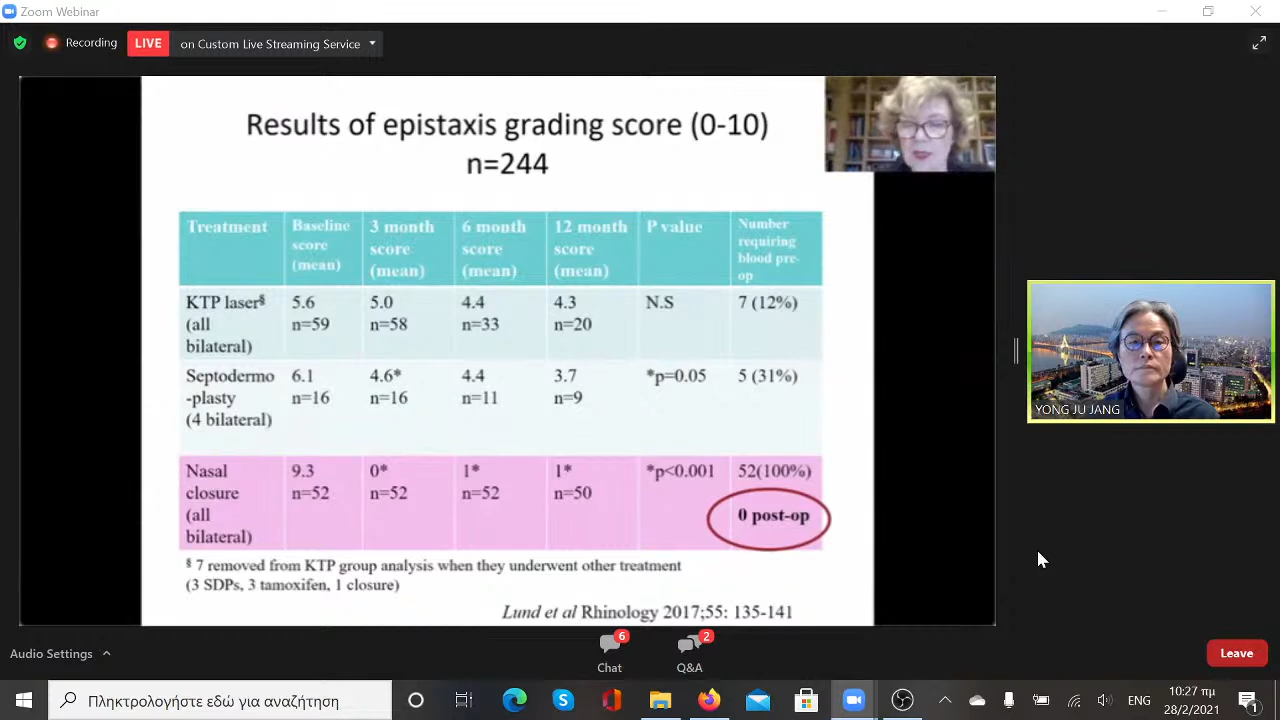 Zoom Webinar
Recording
LIVE
on Custom Live Streaming Service
Results of epistaxis grading score (0-10)
n=244
Treatment
Baseline
score
(mean)
3 month
score
(mean)
6 month
score
(mean)
12 month
score
(mean)
P value
Number
requiring
blood pre-
op
KTP laser§
(all
bilateral)
5.6
n=59
5.0
n=58
4.4
n=33
4.3
n=20
N.S
7 (12%)
Septodermo
-plasty
(4 bilateral)
6.1
n=16
4.6*
n=16
4.4
n=11
3.7
n=9
*p=0.05
5 (31%)
Nasal
closure
(all
bilateral)
9.3
n=52
0*
n=52
1*
n=52
1*
n=50
*p<0.001
52(100%)
0 post-op
§ 7 removed from KTP group analysis when they underwent other treatment
(3 SDPs, 3 tamoxifen, 1 closure)
Lund et al Rhinology 2017;55: 135-141
YONG JU JANG
Audio Settings
6
Chat
2
Q&A
Leave
Πληκτρολογήστε εδώ για αναζήτηση
ENG
10:27 πμ
28/2/2021
1